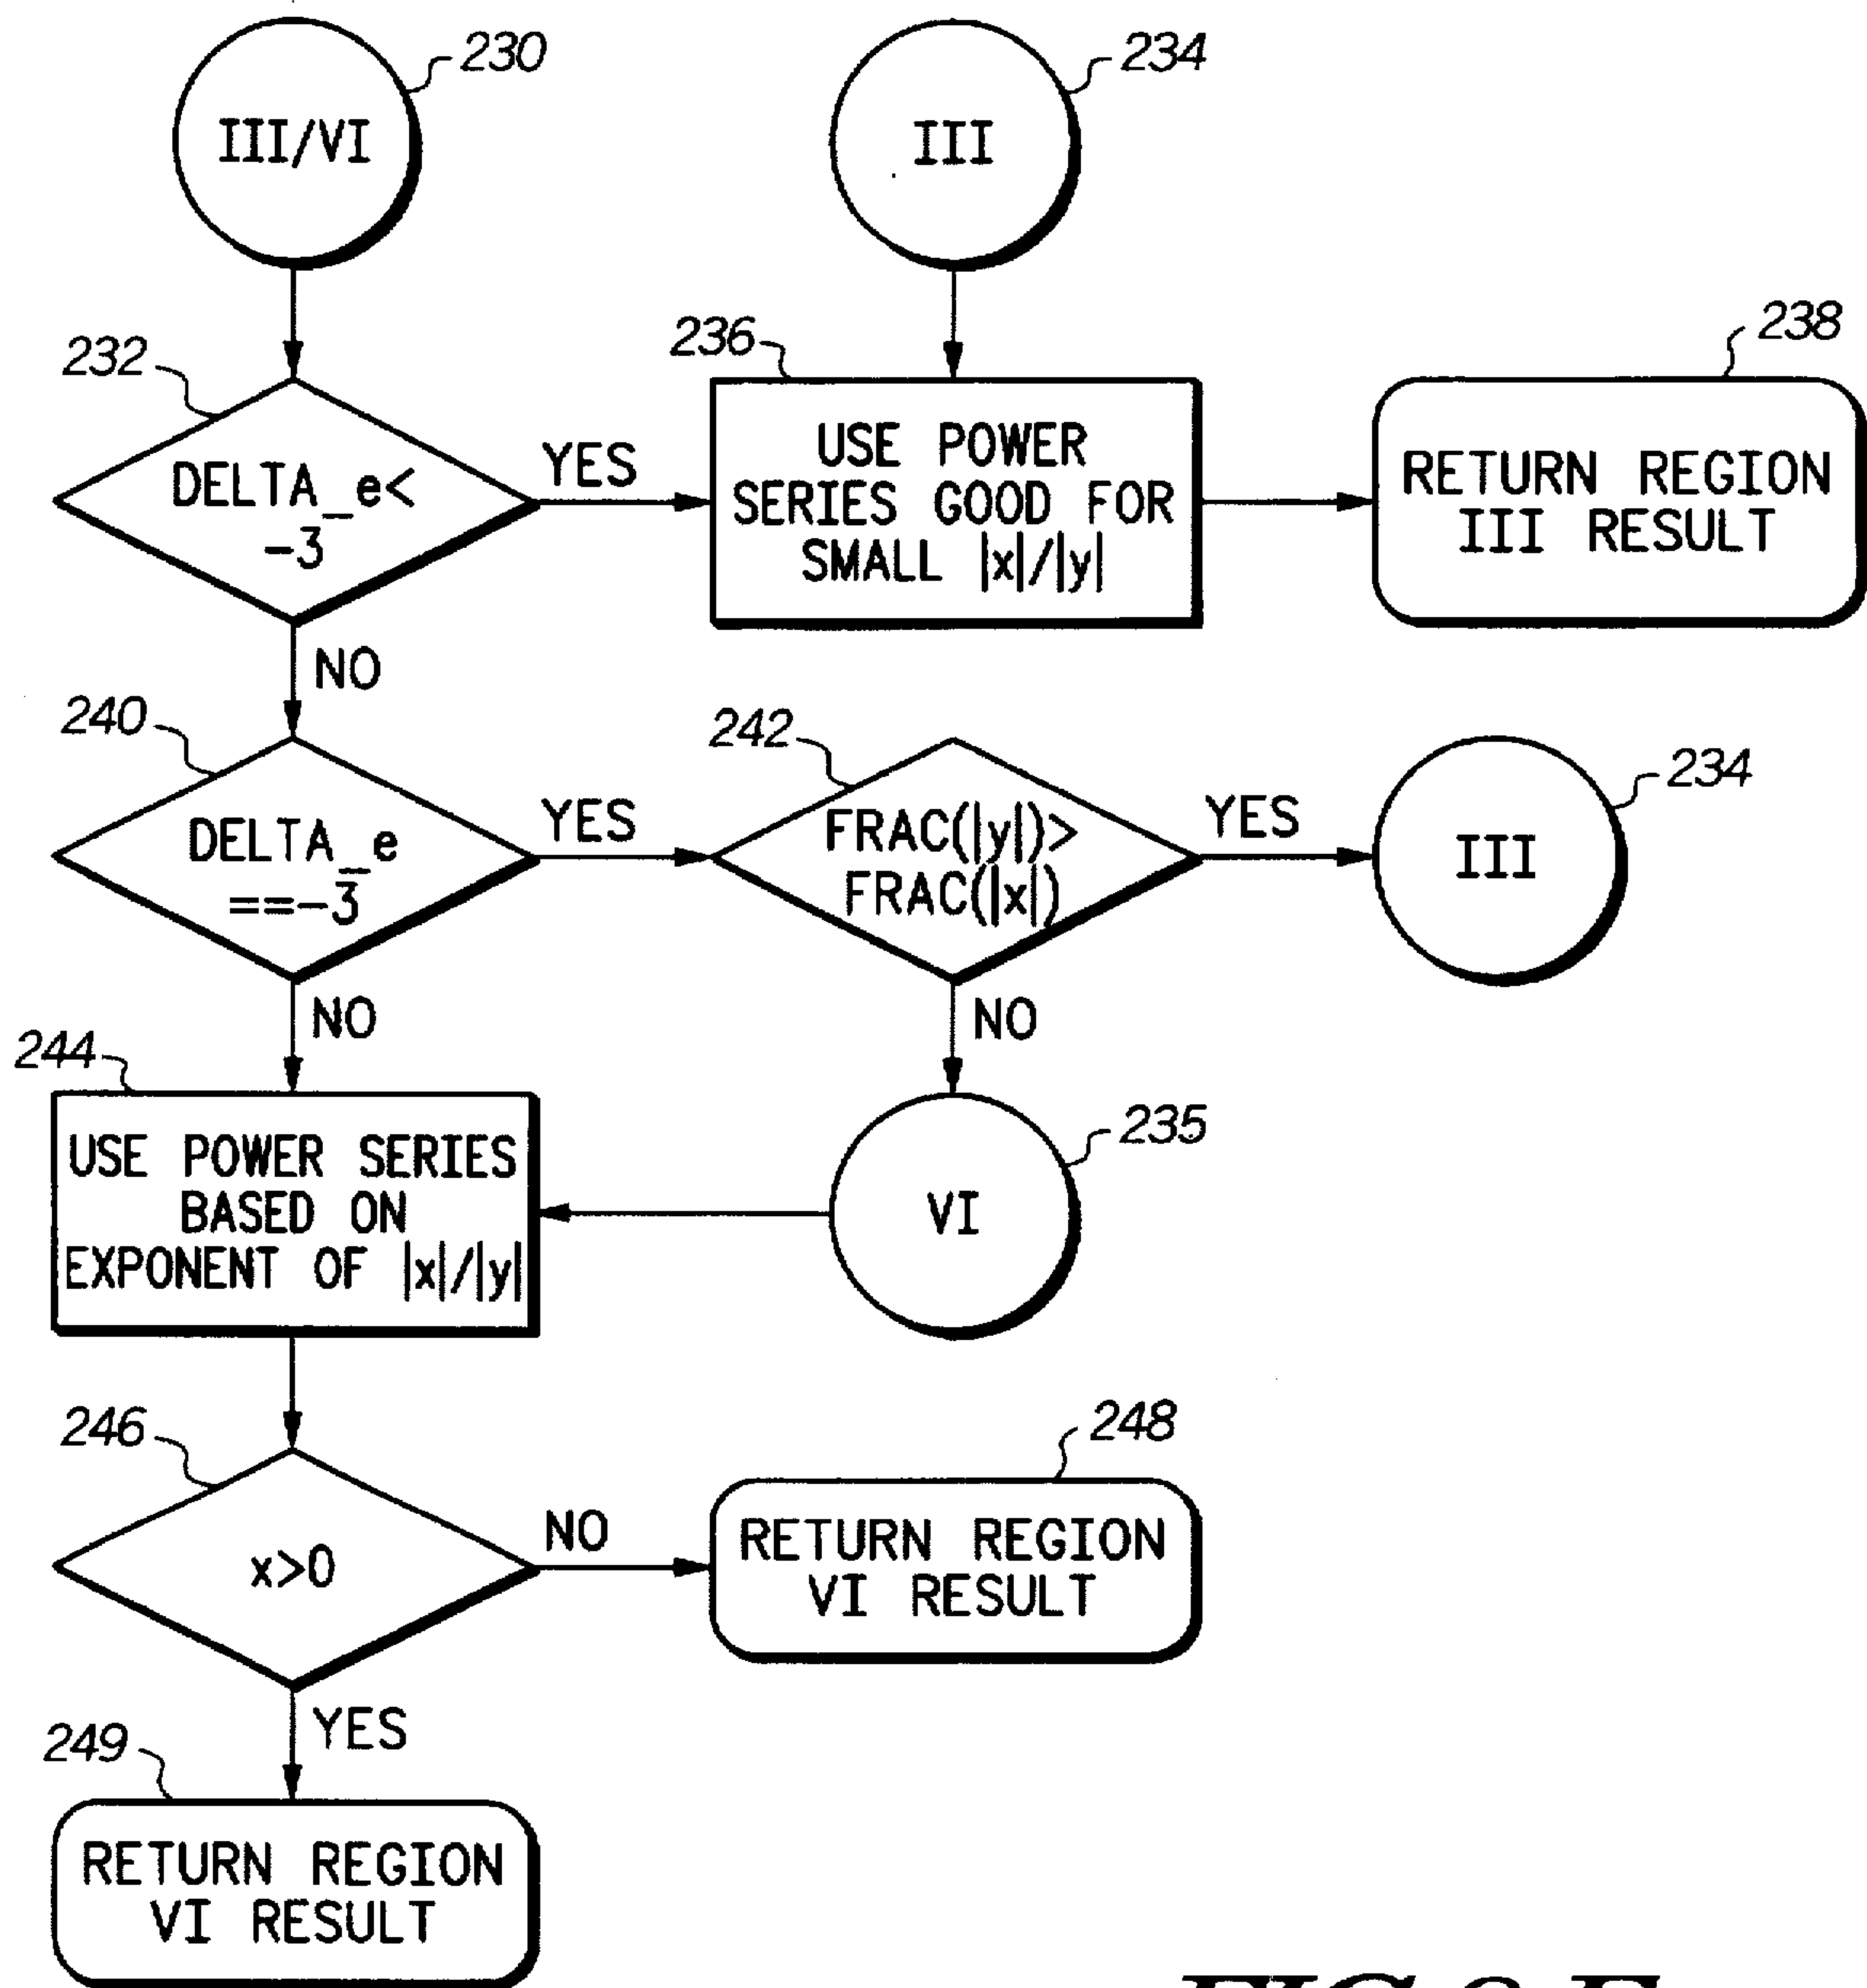 230
234
III/VI
III
232
236
238
DELTA_e<
-3
YES
USE POWER
SERIES GOOD FOR
SMALL |x|/|y|
RETURN REGION
III RESULT
NO
240
242
234
DELTA_e
==-3
YES
FRAC(|y|)>
FRAC(|x|)
YES
III
NO
NO
244
235
USE POWER SERIES
BASED ON
EXPONENT OF |x|/|y|
VI
246
248
x>0
NO
RETURN REGION
VI RESULT
YES
249
RETURN REGION
VI RESULT